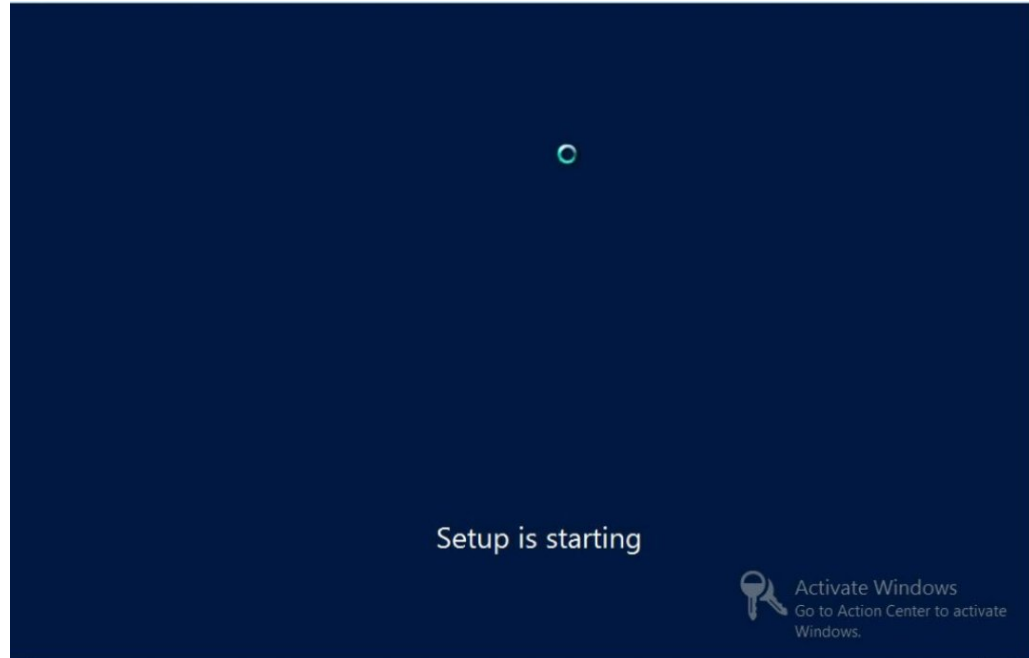 Setup is starting
Activate Windows
Go to Action Center to activate
Windows.